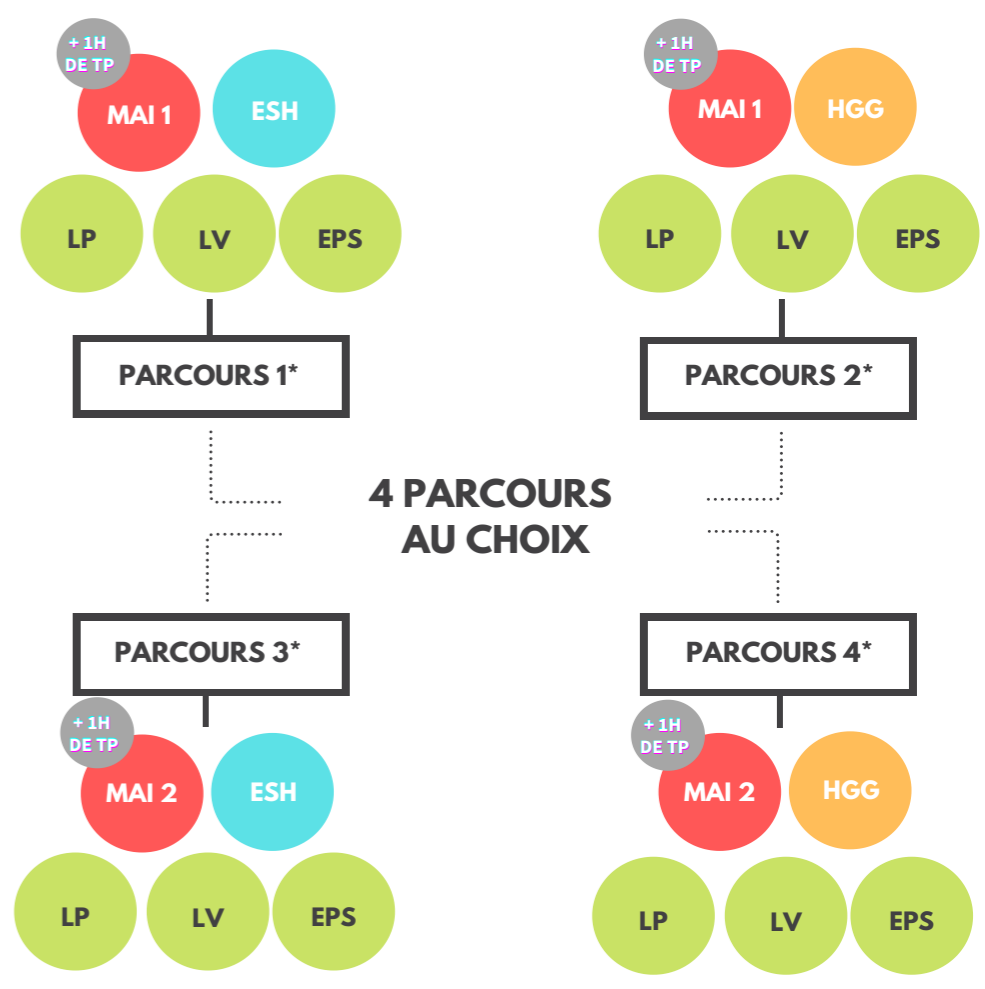 + 1H
DE TP
MAI 1
ESH
LP
LV
EPS
PARCOURS 1*
+ 1H
DE TP
MAI 1
HGG
LP
LV
EPS
PARCOURS 2*
4 PARCOURS
AU CHOIX
PARCOURS 3*
+ 1H
DE TP
MAI 2
ESH
LP
LV
EPS
PARCOURS 4*
+ 1H
DE TP
MAI 2
HGG
LP
LV
EPS